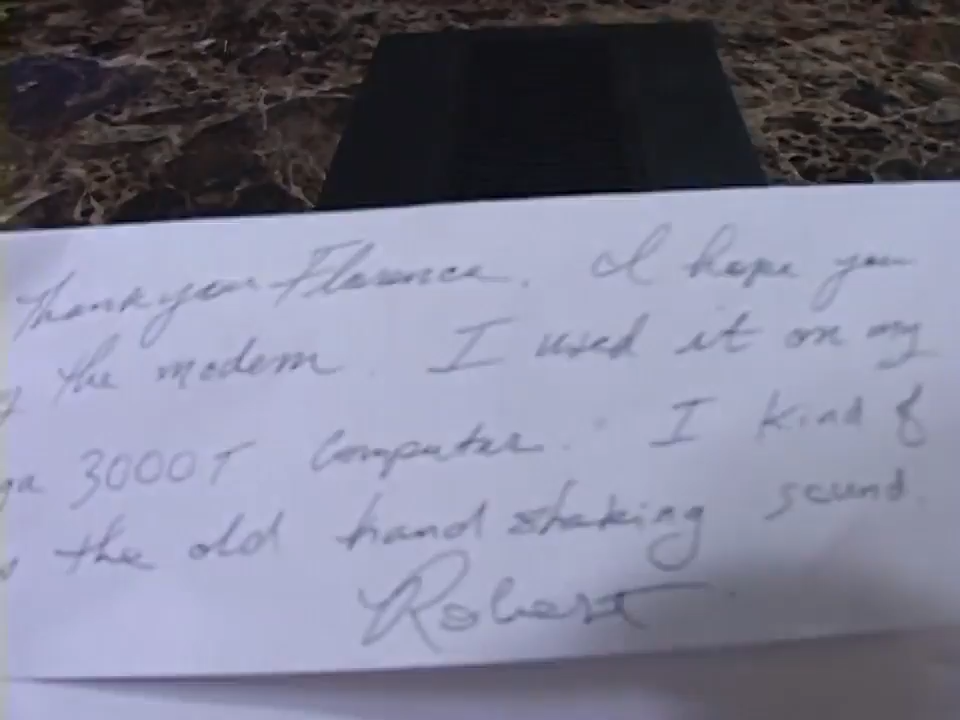 Thank you Florence. I hope you
the modem. I used it on my
ga 3000T Computer. I kind of
the old hand shaking sound.
Robert